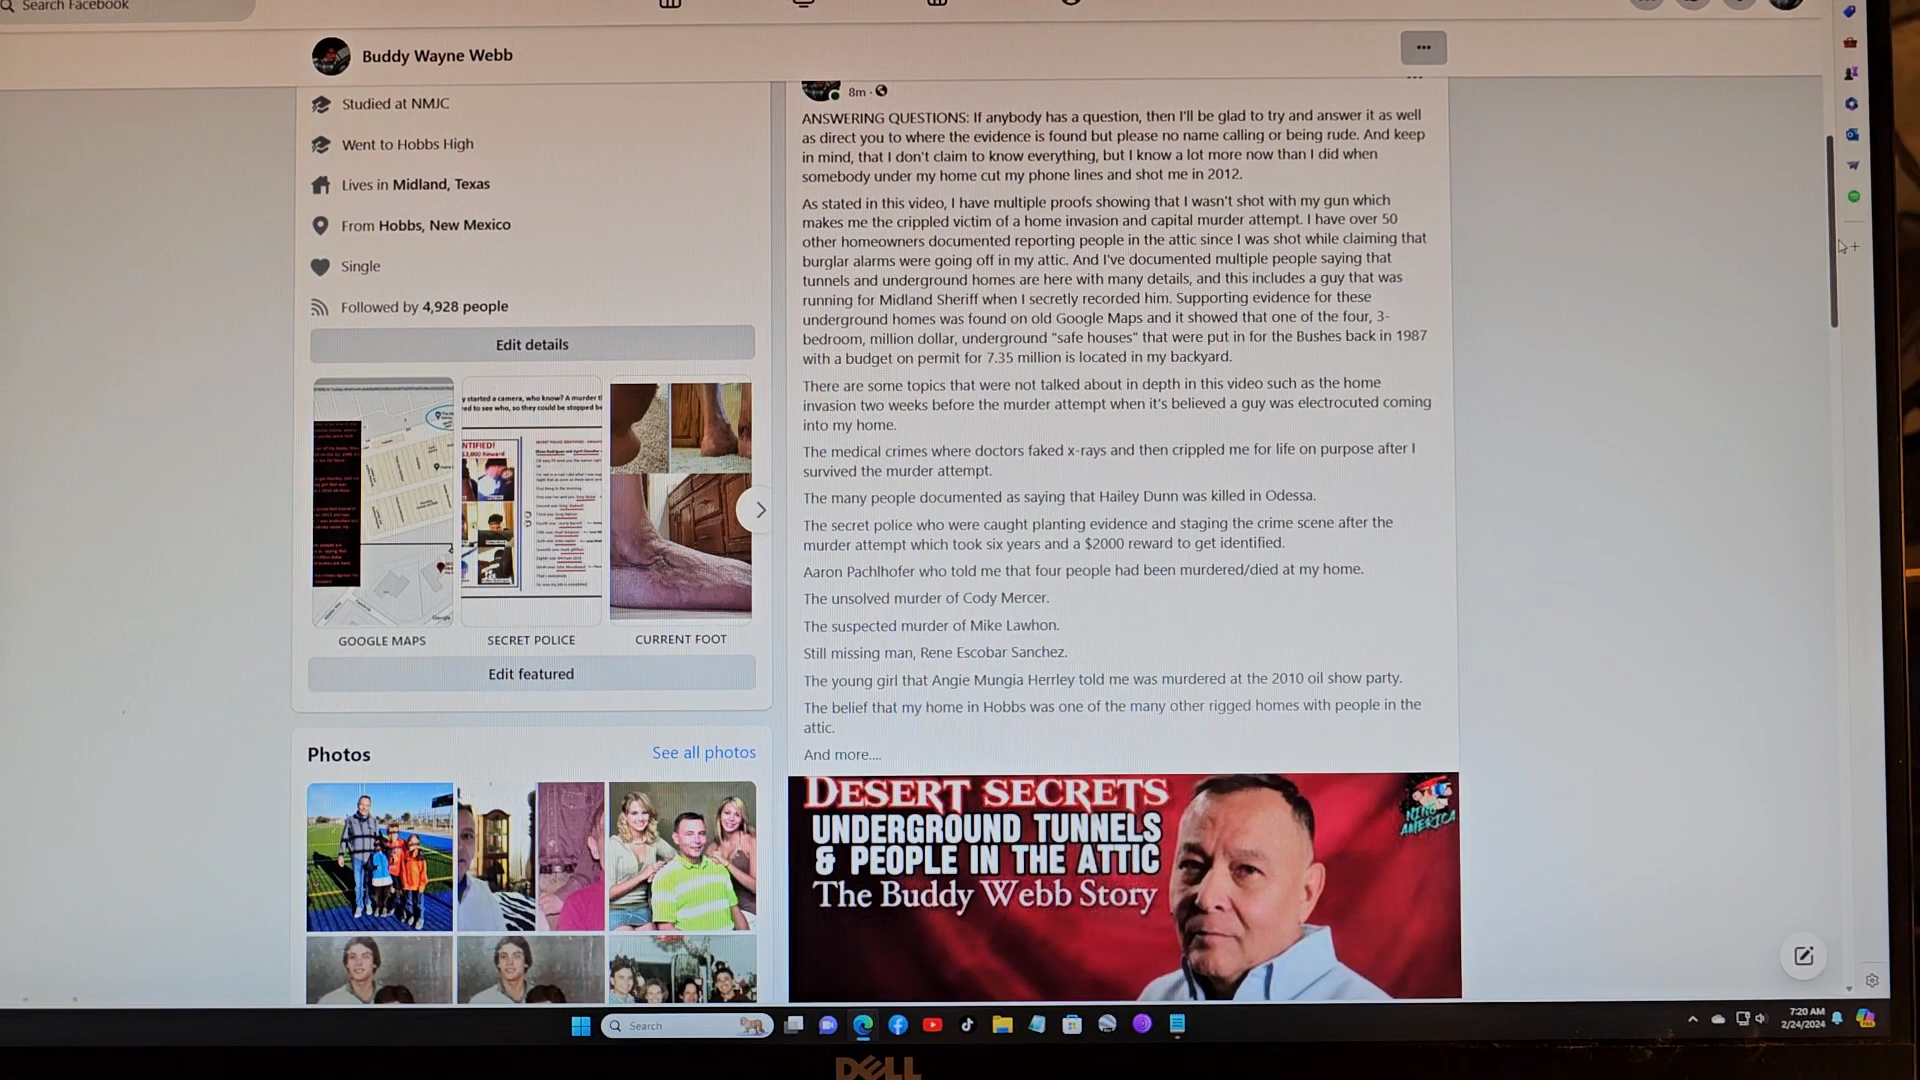 Search Facebook
Buddy Wayne Webb
Studied at NMJC
Went to Hobbs High
Lives in Midland, Texas
From Hobbs, New Mexico
Single
Followed by 4,928 people
Edit details
GOOGLE MAPS
SECRET POLICE
CURRENT FOOT
Edit featured
Photos
See all photos
8m
ANSWERING QUESTIONS: If anybody has a question, then I'll be glad to try and answer it as well
as direct you to where the evidence is found but please no name calling or being rude. And keep
in mind, that I don't claim to know everything, but I know a lot more now than I did when
somebody under my home cut my phone lines and shot me in 2012.
As stated in this video, I have multiple proofs showing that I wasn't shot with my gun which
makes me the crippled victim of a home invasion and capital murder attempt. I have over 50
other homeowners documented reporting people in the attic since I was shot while claiming that
burglar alarms were going off in my attic. And I've documented multiple people saying that
tunnels and underground homes are here with many details, and this includes a guy that was
running for Midland Sheriff when I secretly recorded him. Supporting evidence for these
underground homes was found on old Google Maps and it showed that one of the four, 3-
bedroom, million dollar, underground "safe houses" that were put in for the Bushes back in 1987
with a budget on permit for 7.35 million is located in my backyard.
There are some topics that were not talked about in depth in this video such as the home
invasion two weeks before the murder attempt when it's believed a guy was electrocuted coming
into my home.
The medical crimes where doctors faked x-rays and then crippled me for life on purpose after I
survived the murder attempt.
The many people documented as saying that Hailey Dunn was killed in Odessa.
The secret police who were caught planting evidence and staging the crime scene after the
murder attempt which took six years and a $2000 reward to get identified.
Aaron Pachlhofer who told me that four people had been murdered/died at my home.
The unsolved murder of Cody Mercer.
The suspected murder of Mike Lawhon.
Still missing man, Rene Escobar Sanchez.
The young girl that Angie Mungia Herrley told me was murdered at the 2010 oil show party.
The belief that my home in Hobbs was one of the many other rigged homes with people in the
attic.
And more....
DESERT SECRETS
UNDERGROUND TUNNELS
& PEOPLE IN THE ATTIC
The Buddy Webb Story
NINO
AMERICA
Search
7:20 AM
2/24/2024
DELL